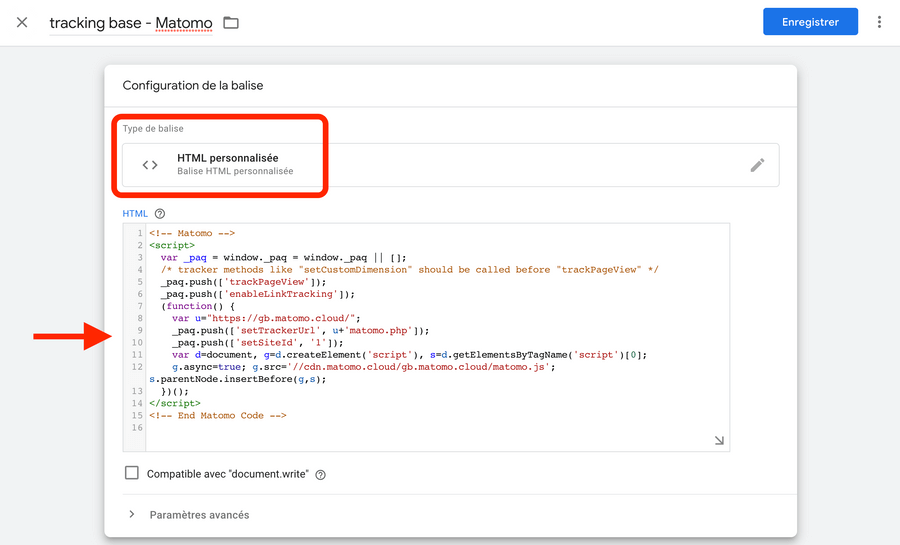 tracking base - Matomo
Enregistrer
Configuration de la balise
Type de balise
HTML personnalisée
Balise HTML personnalisée
HTML
1 <!-- Matomo -->
2 <script>
3 var _paq = window._paq = window._paq || [];
4 /* tracker methods like "setCustomDimension" should be called before "trackPageView" */
5 _paq.push(['trackPageView']);
6 _paq.push(['enableLinkTracking']);
7 (function() {
8 var u="https://gb.matomo.cloud/";
9 _paq.push(['setTrackerUrl', u+'matomo.php']);
10 _paq.push(['setSiteId', '1']);
11 var d=document, g=d.createElement('script'), s=d.getElementsByTagName('script')[0];
12 g.async=true; g.src='//cdn.matomo.cloud/gb.matomo.cloud/matomo.js';
s.parentNode.insertBefore(g,s);
13 })();
14 </script>
15 <!-- End Matomo Code -->
16
Compatible avec "document.write"
Paramètres avancés